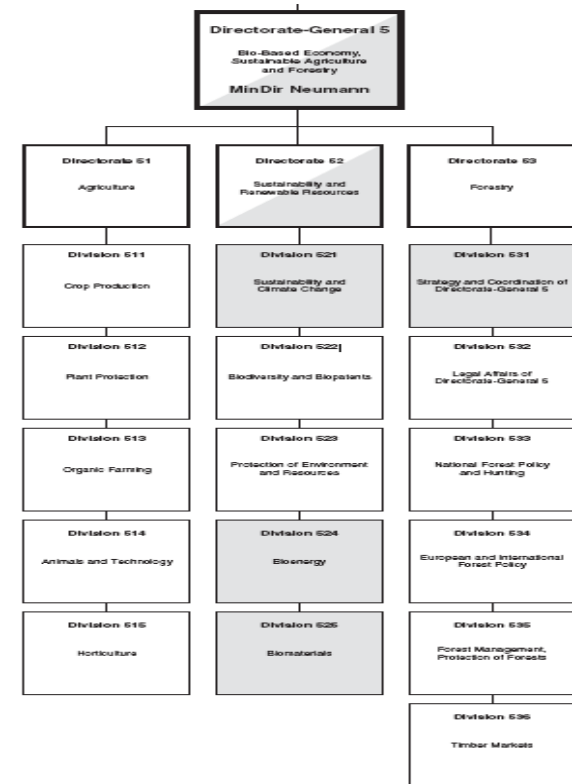 Directorate-General 5
Bio-Based Economy,
Sustainable Agriculture
and Forestry
MinDir Neumann
Directorate 51
Agriculture
Division 511
Crop Production
Division 512
Plant Protection
Division 513
Organic Farming
Division 514
Animals and Technology
Division 515
Horticulture
Directorate 52
Sustainability and
Renewable Resources
Division 521
Sustainability and
Climate Change
Division 522
Biodiversity and Biopatents
Division 523
Protection of Environment
and Resources
Division 524
Bioenergy
Division 525
Biomaterials
Directorate 53
Forestry
Division 531
Strategy and Coordination of
Directorate-General 5
Division 532
Legal Affairs of
Directorate-General 5
Division 533
National Forest Policy
and Hunting
Division 534
European and International
Forest Policy
Division 535
Forest Management,
Protection of Forests
Division 536
Timber Markets